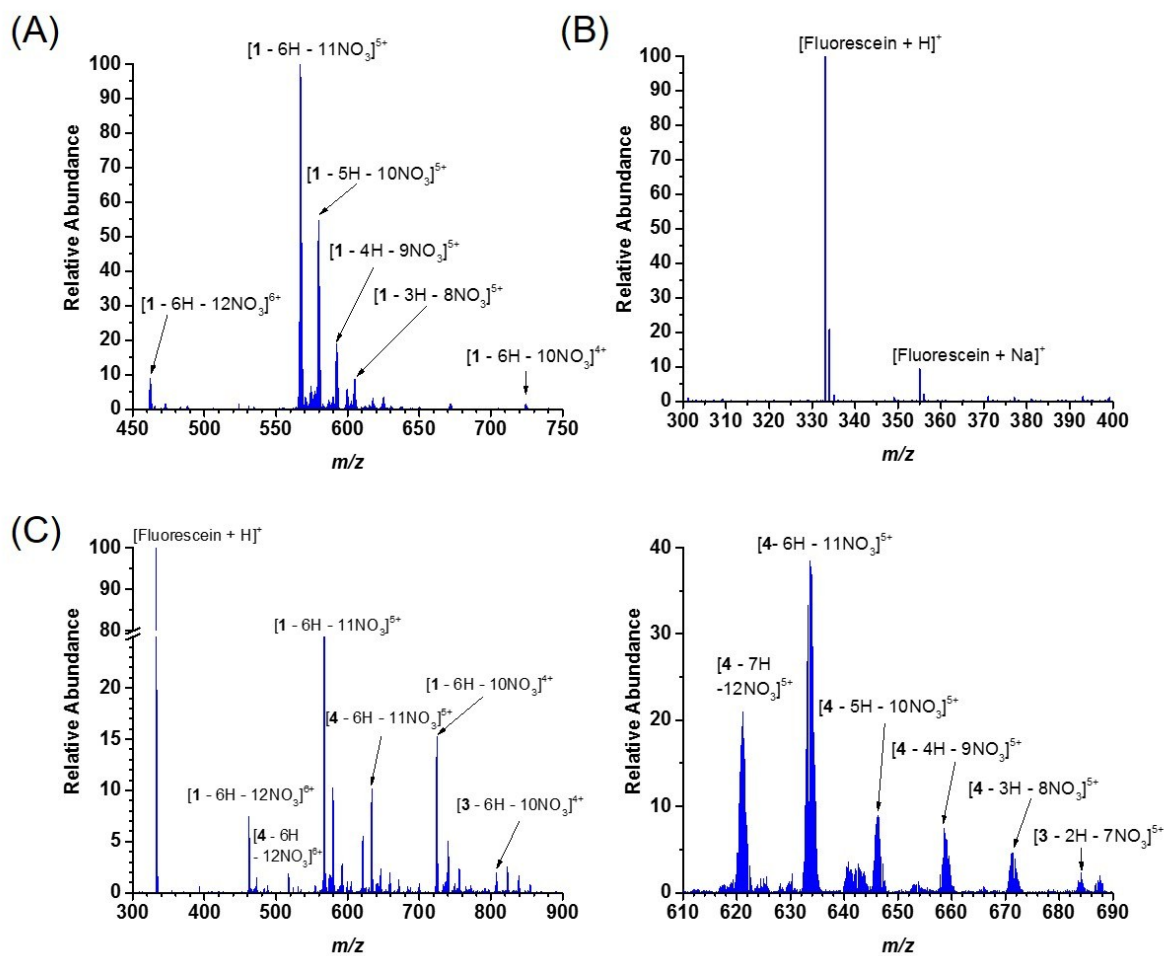 (A)
[1 - 6H - 11NO3]5+
[1 - 5H - 10NO3]5+
[1 - 4H - 9NO3]5+
[1 - 3H - 8NO3]5+
[1 - 6H - 12NO3]6+
[1 - 6H - 10NO3]4+
Relative Abundance
100
90
80
70
60
50
40
30
20
10
0
450 500 550 600 650 700 750
m/z
(B)
[Fluorescein + H]+
[Fluorescein + Na]+
Relative Abundance
100
90
80
70
60
50
40
30
20
10
0
300 310 320 330 340 350 360 370 380 390 400
m/z
(C)
[Fluorescein + H]+
[1 - 6H - 11NO3]5+
[1 - 6H - 10NO3]4+
[4 - 6H - 11NO3]5+
[1 - 6H - 12NO3]6+
[4 - 6H
- 12NO3]6+
[3 - 6H - 10NO3]4+
Relative Abundance
100
90
80
20
15
10
5
0
300 400 500 600 700 800 900
m/z
[4- 6H - 11NO3]5+
[4 - 7H
-12NO3]5+
[4 - 5H - 10NO3]5+
[4 - 4H - 9NO3]5+
[4 - 3H - 8NO3]5+
[3 - 2H - 7NO3]5+
Relative Abundance
40
30
20
10
0
610 620 630 640 650 660 670 680 690
m/z